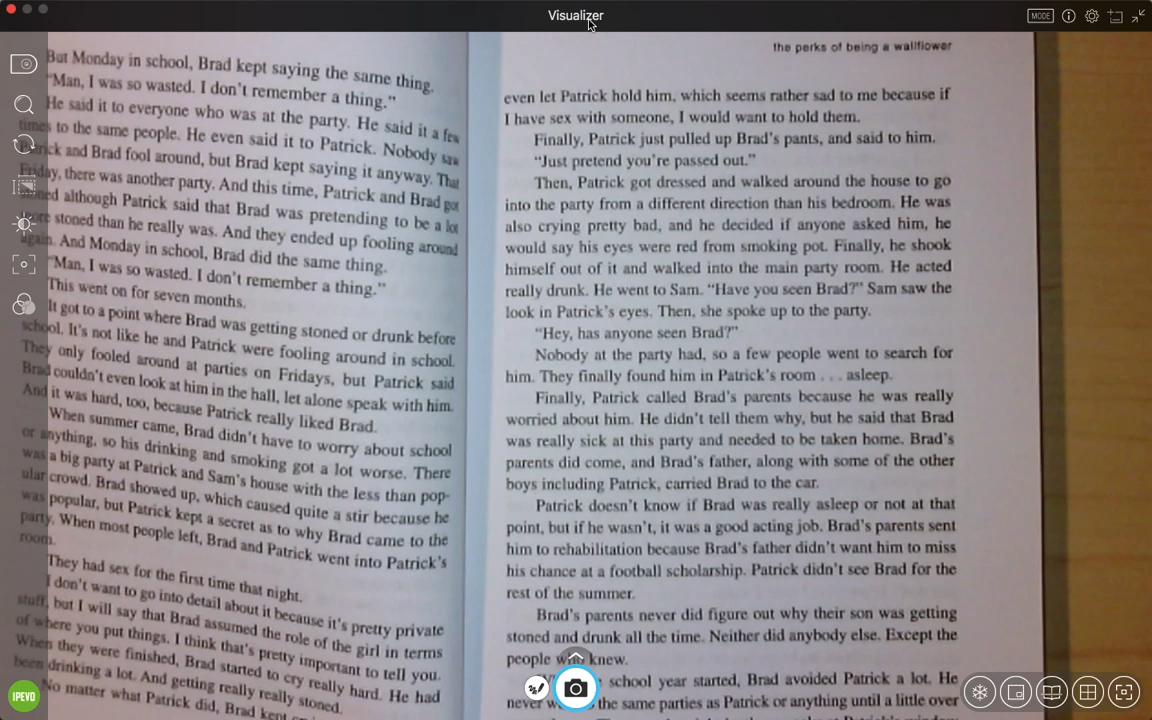 Visualizer
MODE
But Monday in school, Brad kept saying the same thing.
"Man, I was so wasted. I don't remember a thing."
He said it to everyone who was at the party. He said it a few
times to the same people. He even said it to Patrick. Nobody saw
Patrick and Brad fool around, but Brad kept saying it anyway. That
Friday, there was another party. And this time, Patrick and Brad got
stoned although Patrick said that Brad was pretending to be a lot
more stoned than he really was. And they ended up fooling around
again. And Monday in school, Brad did the same thing.
"Man, I was so wasted. I don't remember a thing."
This went on for seven months.
It got to a point where Brad was getting stoned or drunk before
school. It's not like he and Patrick were fooling around in school.
They only fooled around at parties on Fridays, but Patrick said
Brad couldn't even look at him in the hall, let alone speak with him.
And it was hard, too, because Patrick really liked Brad.
When summer came, Brad didn't have to worry about school
or anything, so his drinking and smoking got a lot worse. There
was a big party at Patrick and Sam's house with the less than pop-
ular crowd. Brad showed up, which caused quite a stir because he
was popular, but Patrick kept a secret as to why Brad came to the
party. When most people left, Brad and Patrick went into Patrick's
room.
They had sex for the first time that night.
I don't want to go into detail about it because it's pretty private
stuff, but I will say that Brad assumed the role of the girl in terms
of where you put things. I think that's pretty important to tell you.
When they were finished, Brad started to cry really hard. He had
been drinking a lot. And getting really really stoned.
No matter what Patrick did, Brad kept
the perks of being a wallflower
even let Patrick hold him, which seems rather sad to me because if
I have sex with someone, I would want to hold them.
Finally, Patrick just pulled up Brad's pants, and said to him.
"Just pretend you're passed out."
Then, Patrick got dressed and walked around the house to go
into the party from a different direction than his bedroom. He was
also crying pretty bad, and he decided if anyone asked him, he
would say his eyes were red from smoking pot. Finally, he shook
himself out of it and walked into the main party room. He acted
really drunk. He went to Sam. "Have you seen Brad?" Sam saw the
look in Patrick's eyes. Then, she spoke up to the party.
"Hey, has anyone seen Brad?"
Nobody at the party had, so a few people went to search for
him. They finally found him in Patrick's room . . . asleep.
Finally, Patrick called Brad's parents because he was really
worried about him. He didn't tell them why, but he said that Brad
was really sick at this party and needed to be taken home. Brad's
parents did come, and Brad's father, along with some of the other
boys including Patrick, carried Brad to the car.
Patrick doesn't know if Brad was really asleep or not at that
point, but if he wasn't, it was a good acting job. Brad's parents sent
him to rehabilitation because Brad's father didn't want him to miss
his chance at a football scholarship. Patrick didn't see Brad for the
rest of the summer.
Brad's parents never did figure out why their son was getting
stoned and drunk all the time. Neither did anybody else. Except the
people who knew.
school year started, Brad avoided Patrick a lot. He
never the same parties as Patrick or anything until a little over
IPEVO